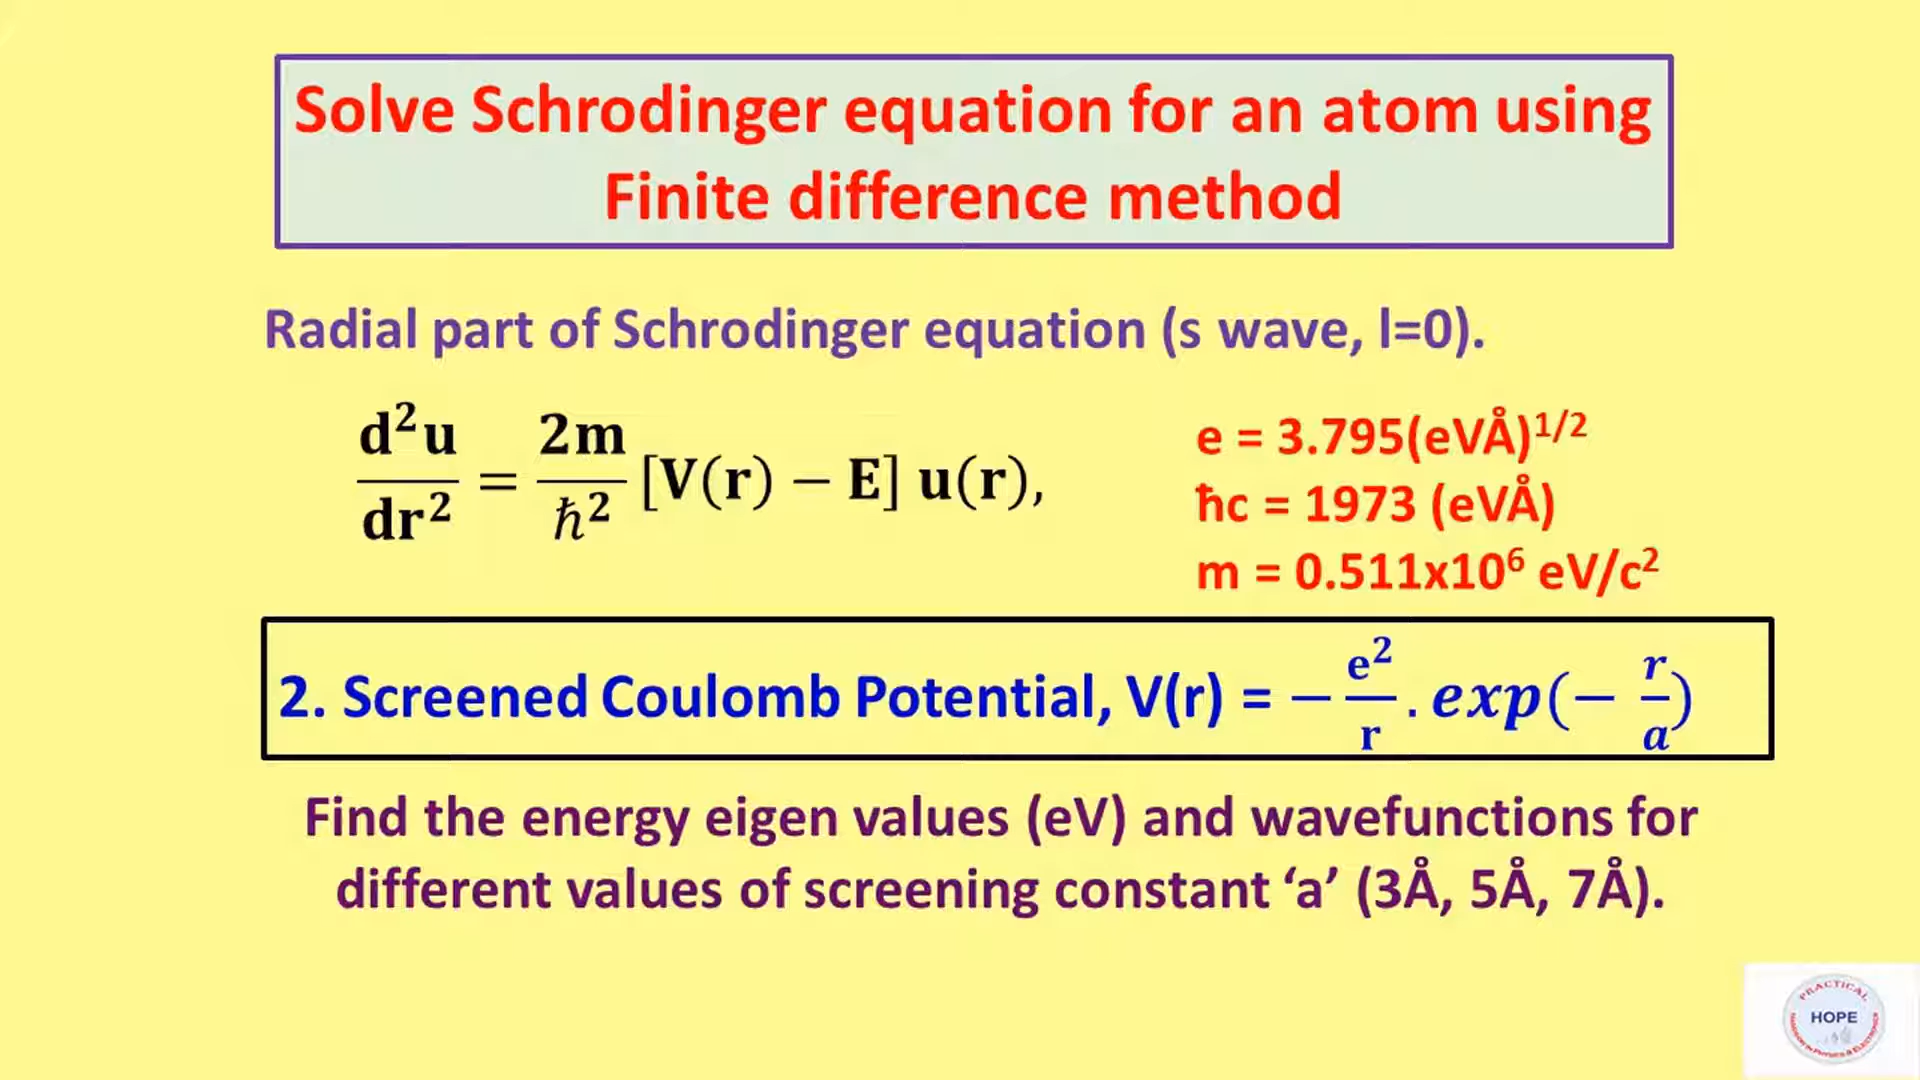 Solve Schrodinger equation for an atom using
Finite difference method
Radial part of Schrodinger equation (s wave, l=0).
d²u/dr² = 2m/ħ² [V(r) − E] u(r),
e = 3.795(eVÅ)^1/2
ħc = 1973 (eVÅ)
m = 0.511x10⁶ eV/c²
2. Screened Coulomb Potential, V(r) = − e²/r . exp(− r/a)
Find the energy eigen values (eV) and wavefunctions for
different values of screening constant ‘a’ (3Å, 5Å, 7Å).
PRACTICAL
HOPE